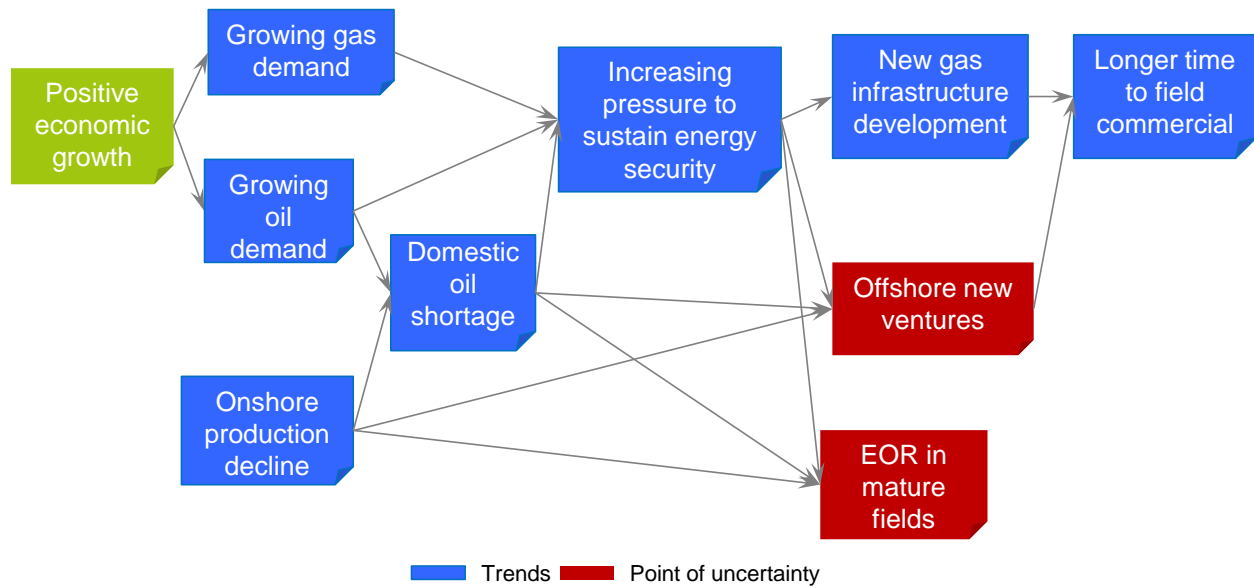 Positive
economic
growth
Growing gas
demand
Growing
oil
demand
Domestic
oil
shortage
Onshore
production
decline
Increasing
pressure to
sustain energy
security
New gas
infrastructure
development
Longer time
to field
commercial
Offshore new
ventures
EOR in
mature
fields
Trends
Point of uncertainty